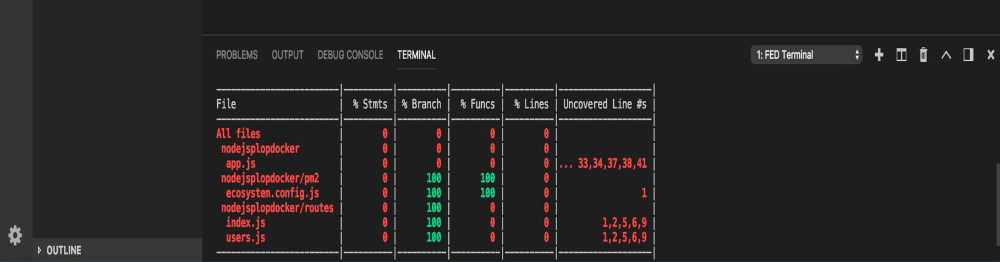 PROBLEMS OUTPUT DEBUG CONSOLE TERMINAL 1: FED Terminal
File | % Stmts | % Branch | % Funcs | % Lines | Uncovered Line #s |
All files | 0 | 0 | 0 | 0 | |
nodejsplopdocker | 0 | 0 | 0 | 0 | |
app.js | 0 | 0 | 0 | 0 |... 33,34,37,38,41 |
nodejsplopdocker/pm2 | 0 | 100 | 100 | 0 | |
ecosystem.config.js | 0 | 100 | 100 | 0 | 1 |
nodejsplopdocker/routes | 0 | 100 | 0 | 0 | |
index.js | 0 | 100 | 0 | 0 | 1,2,5,6,9 |
users.js | 0 | 100 | 0 | 0 | 1,2,5,6,9 |
OUTLINE